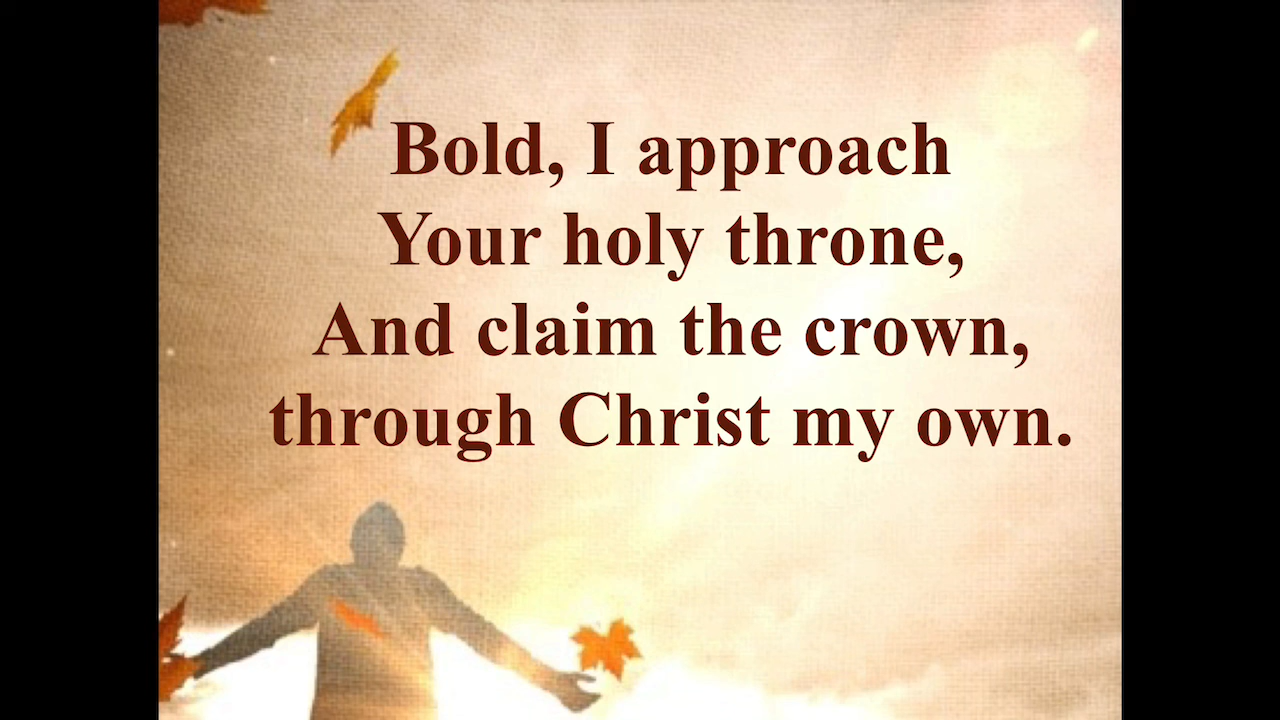 Bold, I approach
Your holy throne,
And claim the crown,
through Christ my own.